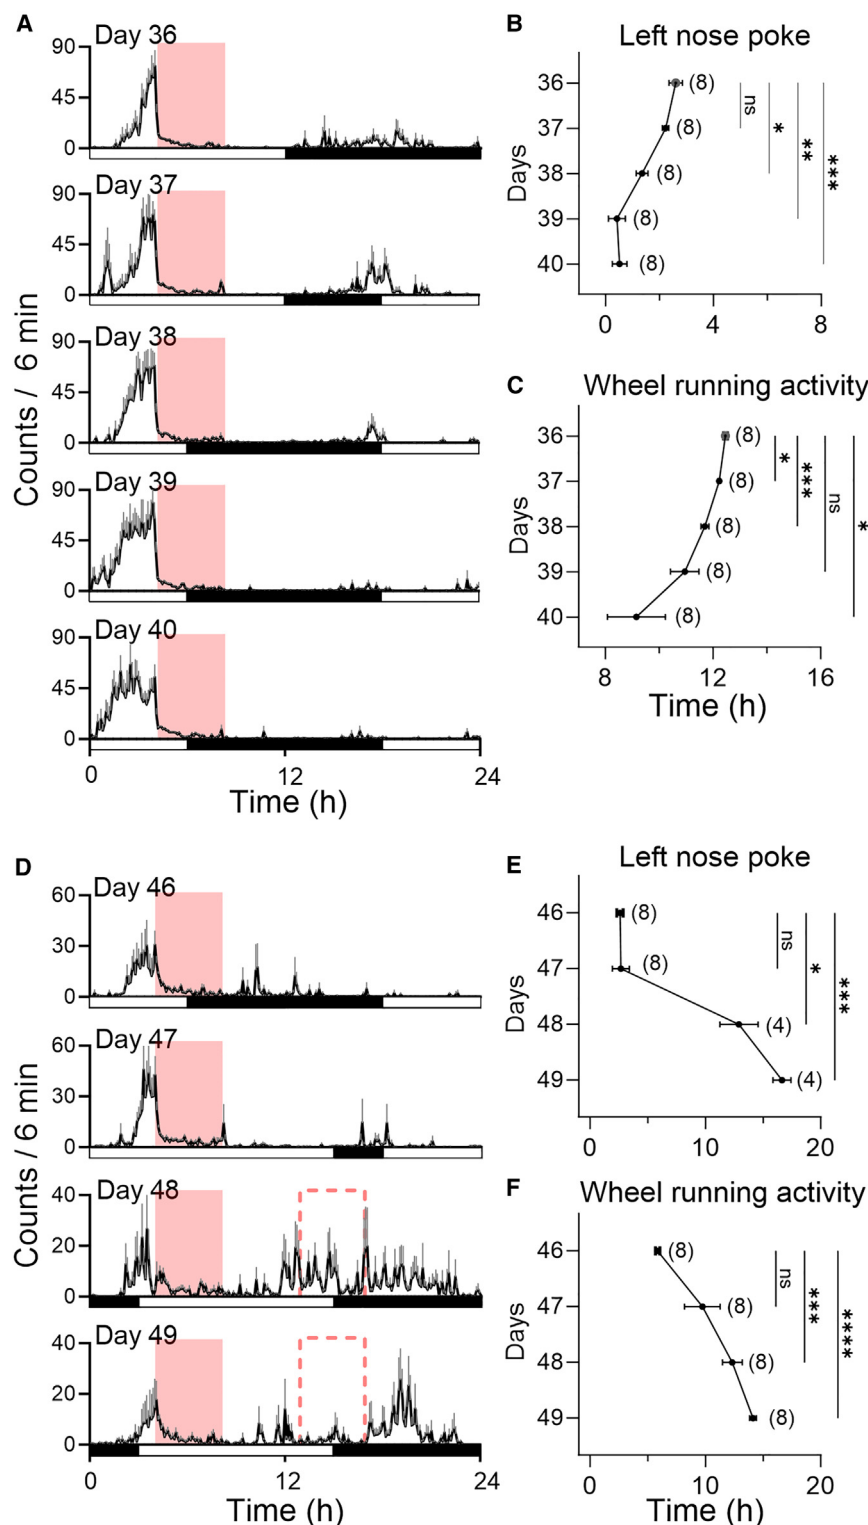 A
Day 36
90
45
0
Day 37
90
45
0
Day 38
90
45
0
Day 39
90
45
0
Day 40
90
45
0
0 12 24
Time (h)
Counts / 6 min
B
Left nose poke
36 (8)
37 (8)
38 (8)
39 (8)
40 (8)
ns * ** ***
Days
0 4 8
C
Wheel running activity
36 (8)
37 (8)
38 (8)
39 (8)
40 (8)
* *** ns *
Days
8 12 16
Time (h)
D
Day 46
60
30
0
Day 47
60
30
0
Day 48
40
20
0
Day 49
40
20
0
0 12 24
Time (h)
Counts / 6 min
E
Left nose poke
46 (8)
47 (8)
48 (4)
49 (4)
ns * ***
Days
0 10 20
F
Wheel running activity
46 (8)
47 (8)
48 (8)
49 (8)
ns *** ****
Days
0 10 20
Time (h)